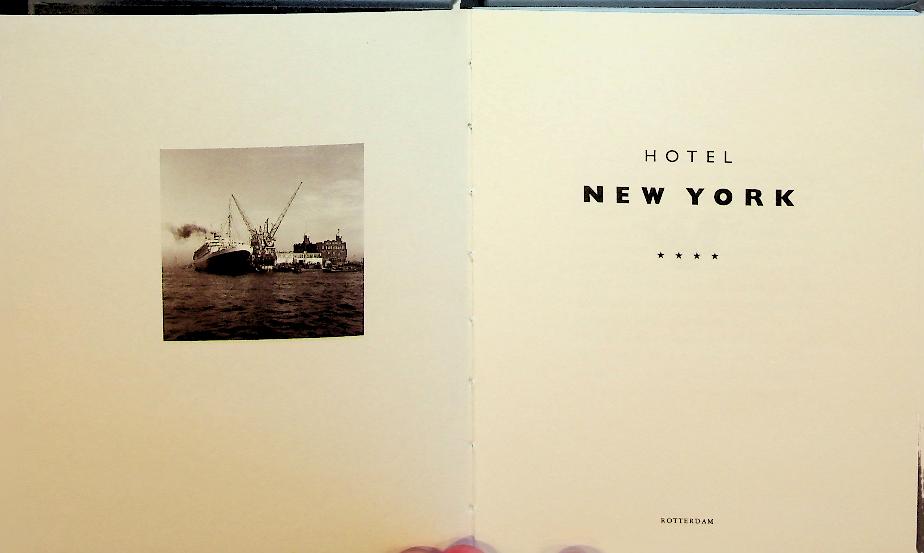 HOTEL
NEW YORK
★ ★ ★ ★
ROTTERDAM